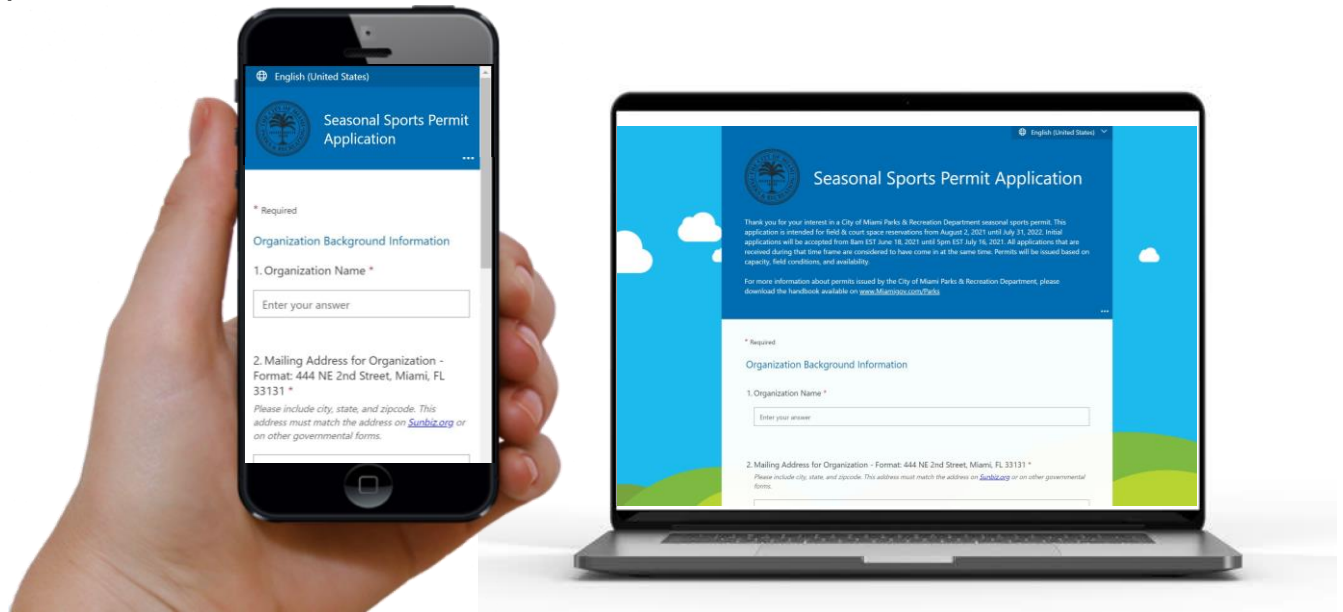 English (United States)
Seasonal Sports Permit
Application
...
* Required
Organization Background Information
1. Organization Name *
Enter your answer
2. Mailing Address for Organization -
Format: 444 NE 2nd Street, Miami, FL
33131 *
Please include city, state, and zipcode. This
address must match the address on Sunbiz.org or
on other governmental forms.
English (United States)
Seasonal Sports Permit Application
Thank you for your interest in a City of Miami Parks & Recreation Department seasonal sports permit. This
application is intended for field & court space reservations from August 2, 2021 until July 31, 2022. Initial
applications will be accepted from 8am EST June 18, 2021 until 5pm EST July 16, 2021. All applications that are
received during that time frame are considered to have come in at the same time. Permits will be issued based on
capacity, field conditions, and availability.
For more information about permits issued by the City of Miami Parks & Recreation Department, please
download the handbook available on www.Miamigov.com/Parks
...
* Required
Organization Background Information
1. Organization Name *
Enter your answer
2. Mailing Address for Organization - Format: 444 NE 2nd Street, Miami, FL 33131 *
Please include city, state, and zipcode. This address must match the address on Sunbiz.org or on other governmental
forms.